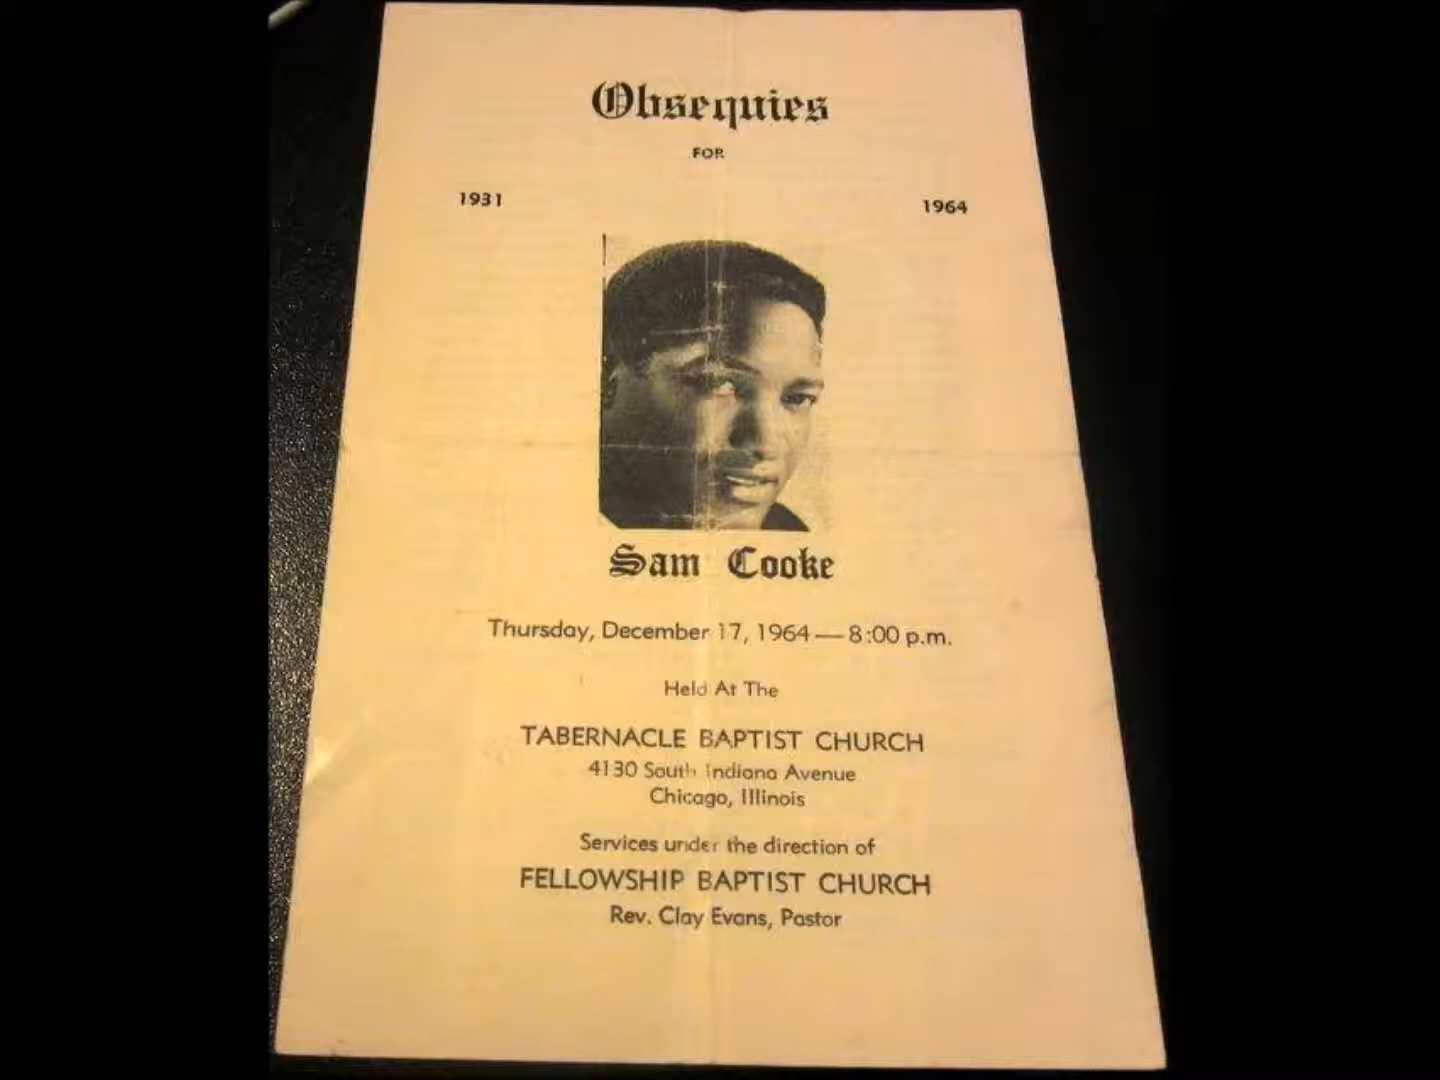 Obsequies
FOR
1931 1964
Sam Cooke
Thursday, December 17, 1964 — 8:00 p.m.
Held At The
TABERNACLE BAPTIST CHURCH
4130 South Indiana Avenue
Chicago, Illinois
Services under the direction of
FELLOWSHIP BAPTIST CHURCH
Rev. Clay Evans, Pastor